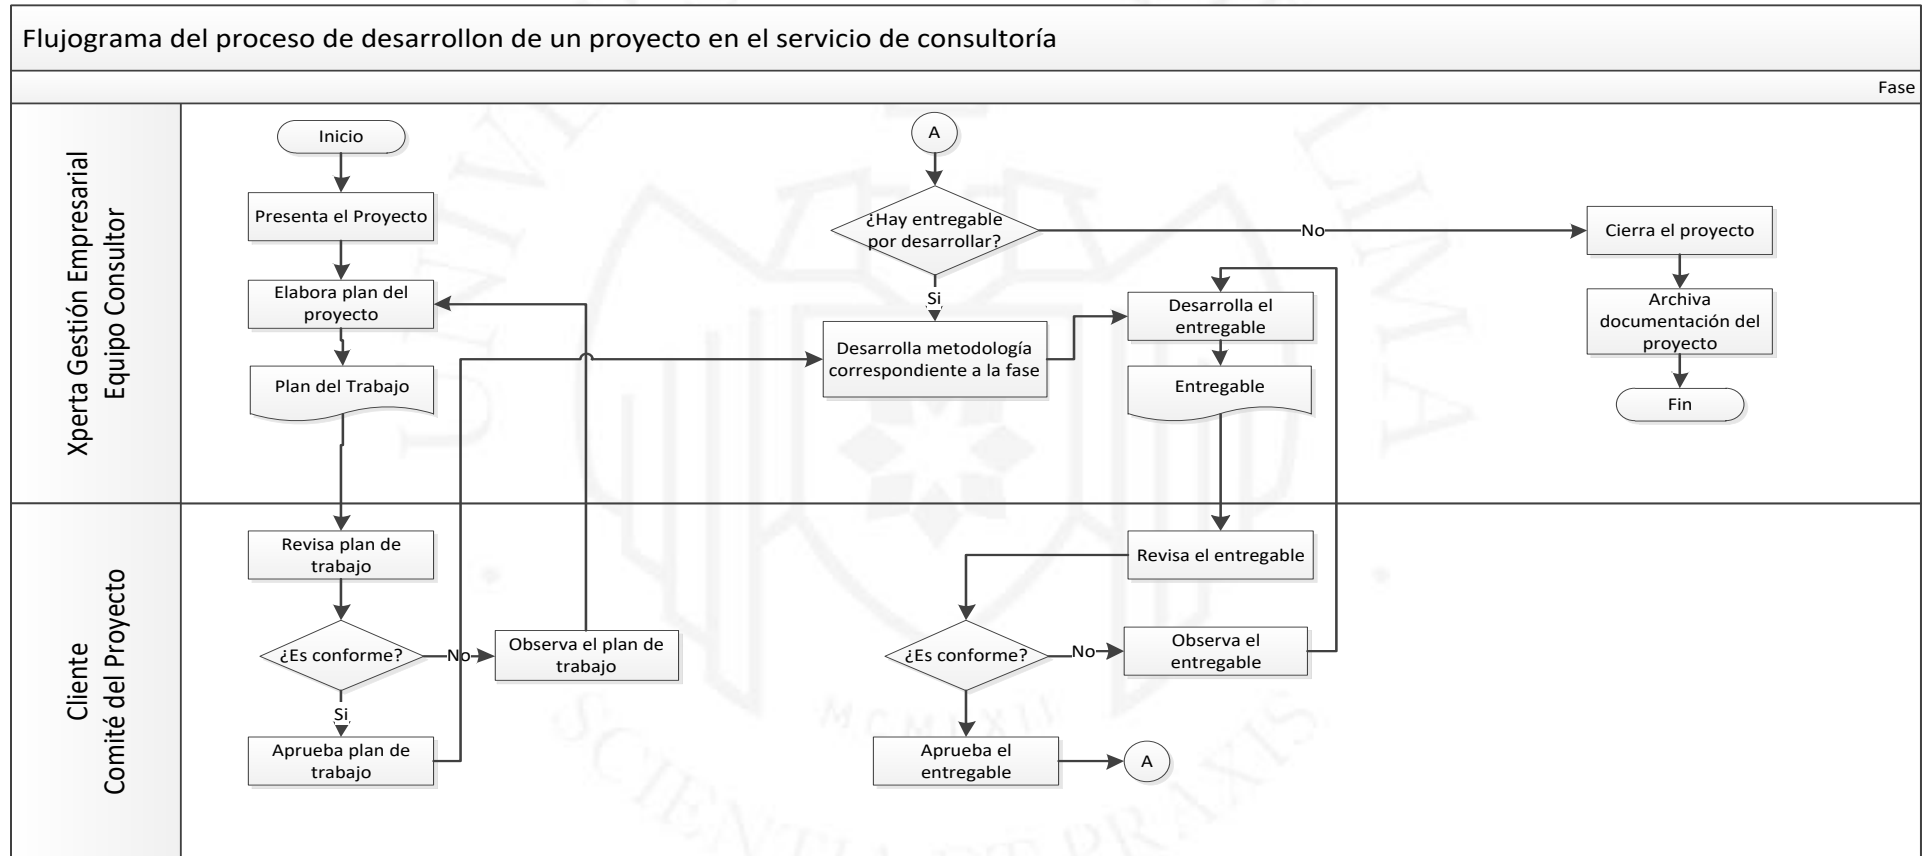 Flujograma del proceso de desarrollon de un proyecto en el servicio de consultoría
Fase
Xperta Gestión Empresarial
Equipo Consultor
Inicio
Presenta el Proyecto
Elabora plan del
proyecto
Plan del Trabajo
A
¿Hay entregable
por desarrollar?
No
Si
Desarrolla metodología
correspondiente a la fase
Desarrolla el
entregable
Entregable
Cierra el proyecto
Archiva
documentación del
proyecto
Fin
Cliente
Comité del Proyecto
Revisa plan de
trabajo
¿Es conforme?
No
Observa el plan de
trabajo
Si
Aprueba plan de
trabajo
Revisa el entregable
¿Es conforme?
No
Observa el
entregable
Aprueba el
entregable
A
SCIENTIA ET PRAXIS
MCMLXII